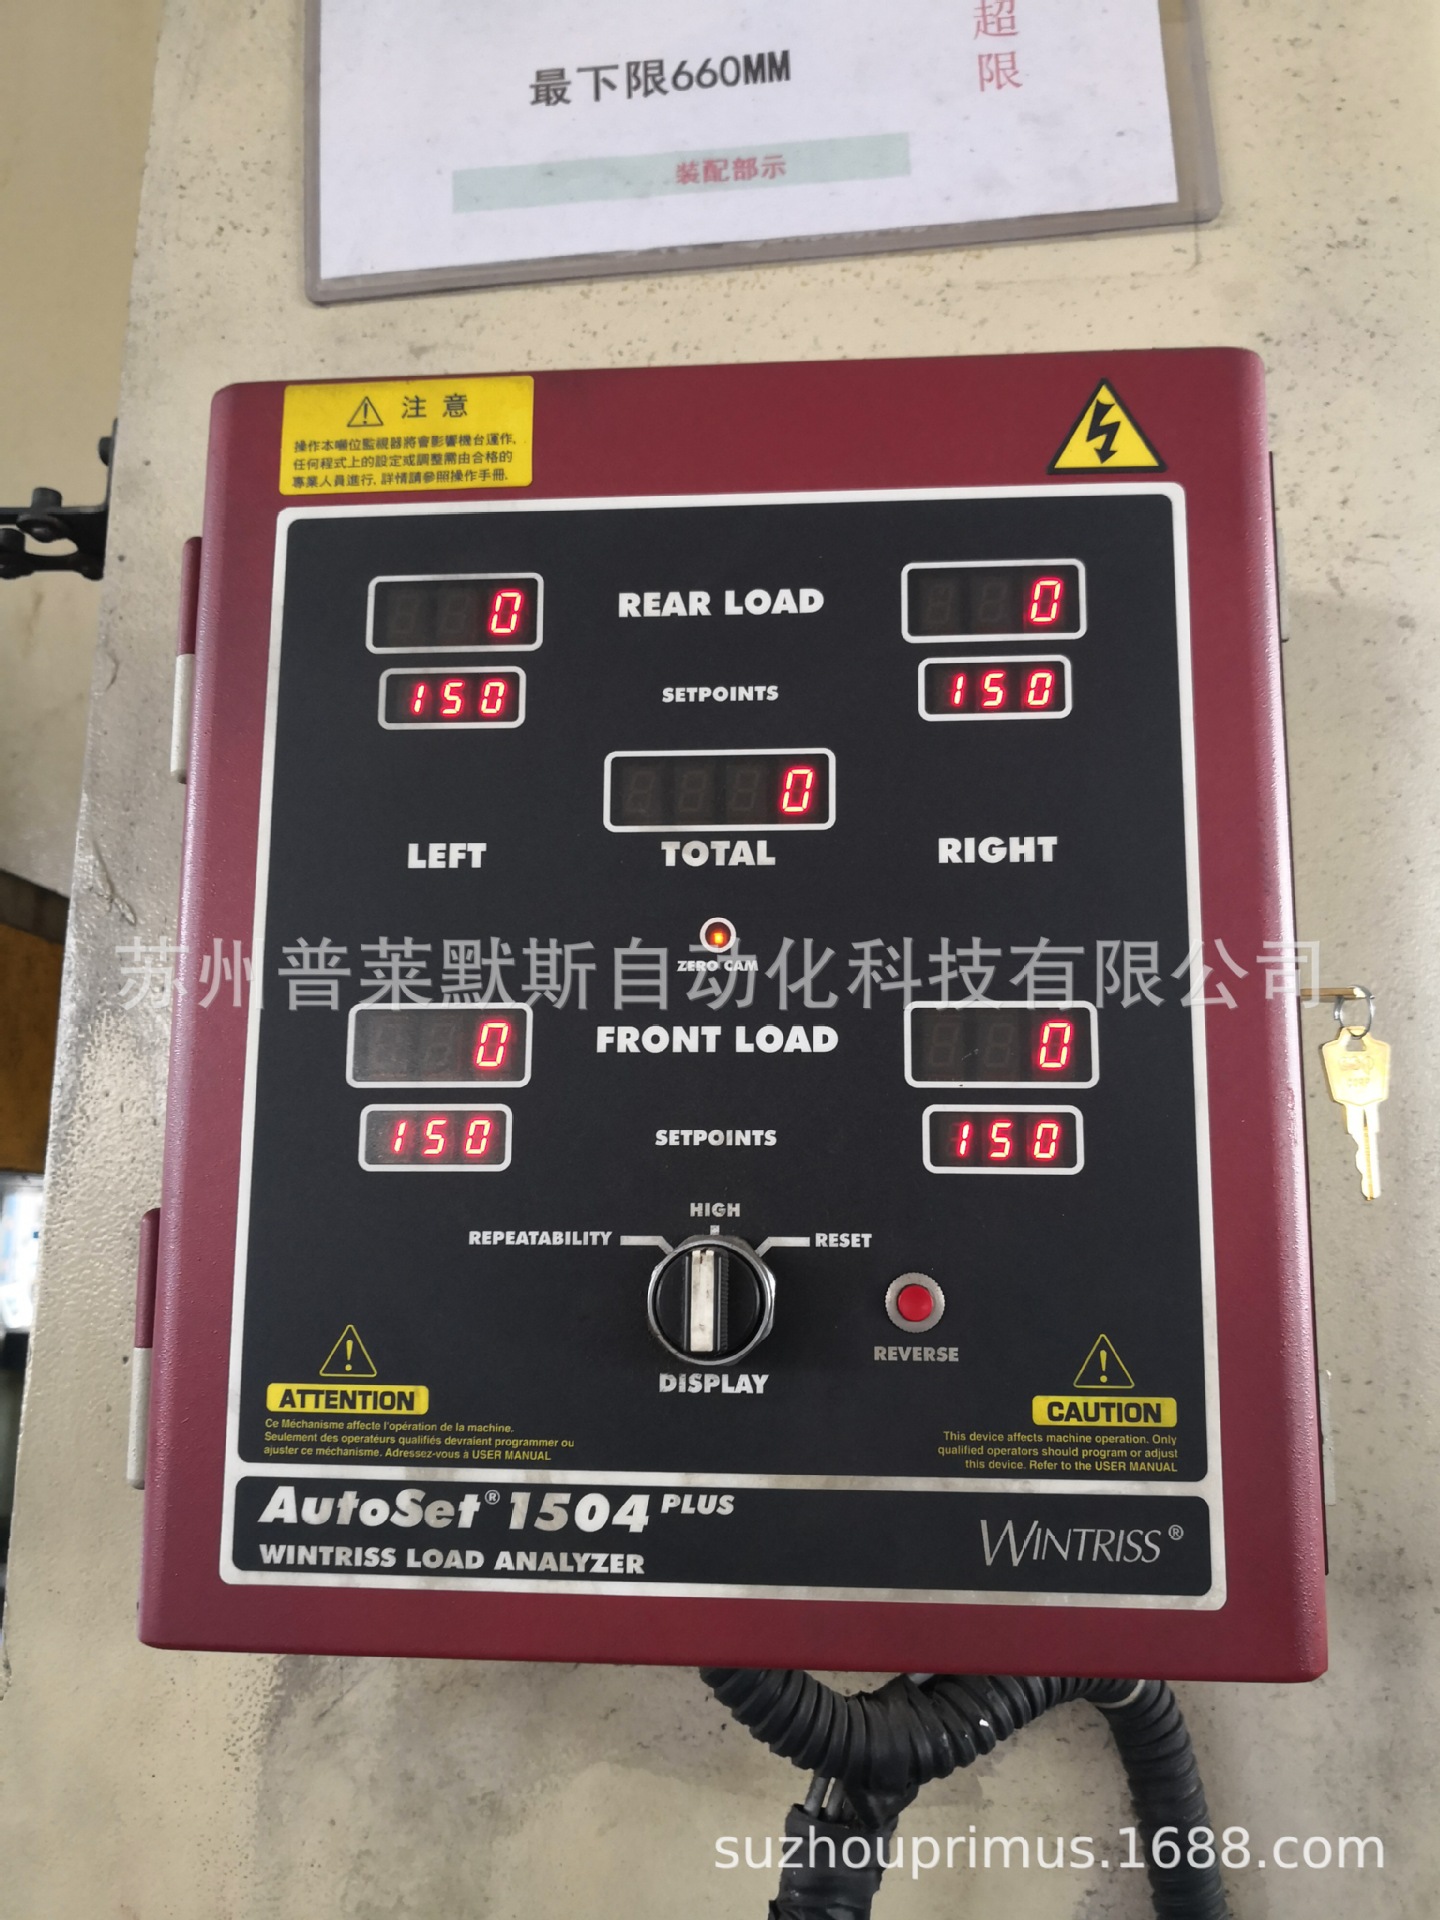 超
限
最下限660MM
裝配部示
注意
操作本噸位監視器將會影響機台運作,
任何程式上的設定或調整需由合格的
專業人員進行, 詳情請參照操作手冊.
0
REAR LOAD
0
150
SETPOINTS
150
0
LEFT
TOTAL
RIGHT
苏州普莱默斯自动化科技有限公司
ZERO CAM
0
FRONT LOAD
0
150
SETPOINTS
150
HIGH
REPEATABILITY
RESET
REVERSE
DISPLAY
ATTENTION
Ce Méchanisme affecte l'opération de la machine.
Seulement des operateurs qualifiés devraient programmer ou
ajuster ce méchanisme. Adressez-vous à USER MANUAL
CAUTION
This device affects machine operation. Only
qualified operators should program or adjust
this device. Refer to the USER MANUAL
AutoSet® 1504 PLUS
WINTRISS LOAD ANALYZER
WINTRISS®
suzhouprimus.1688.com